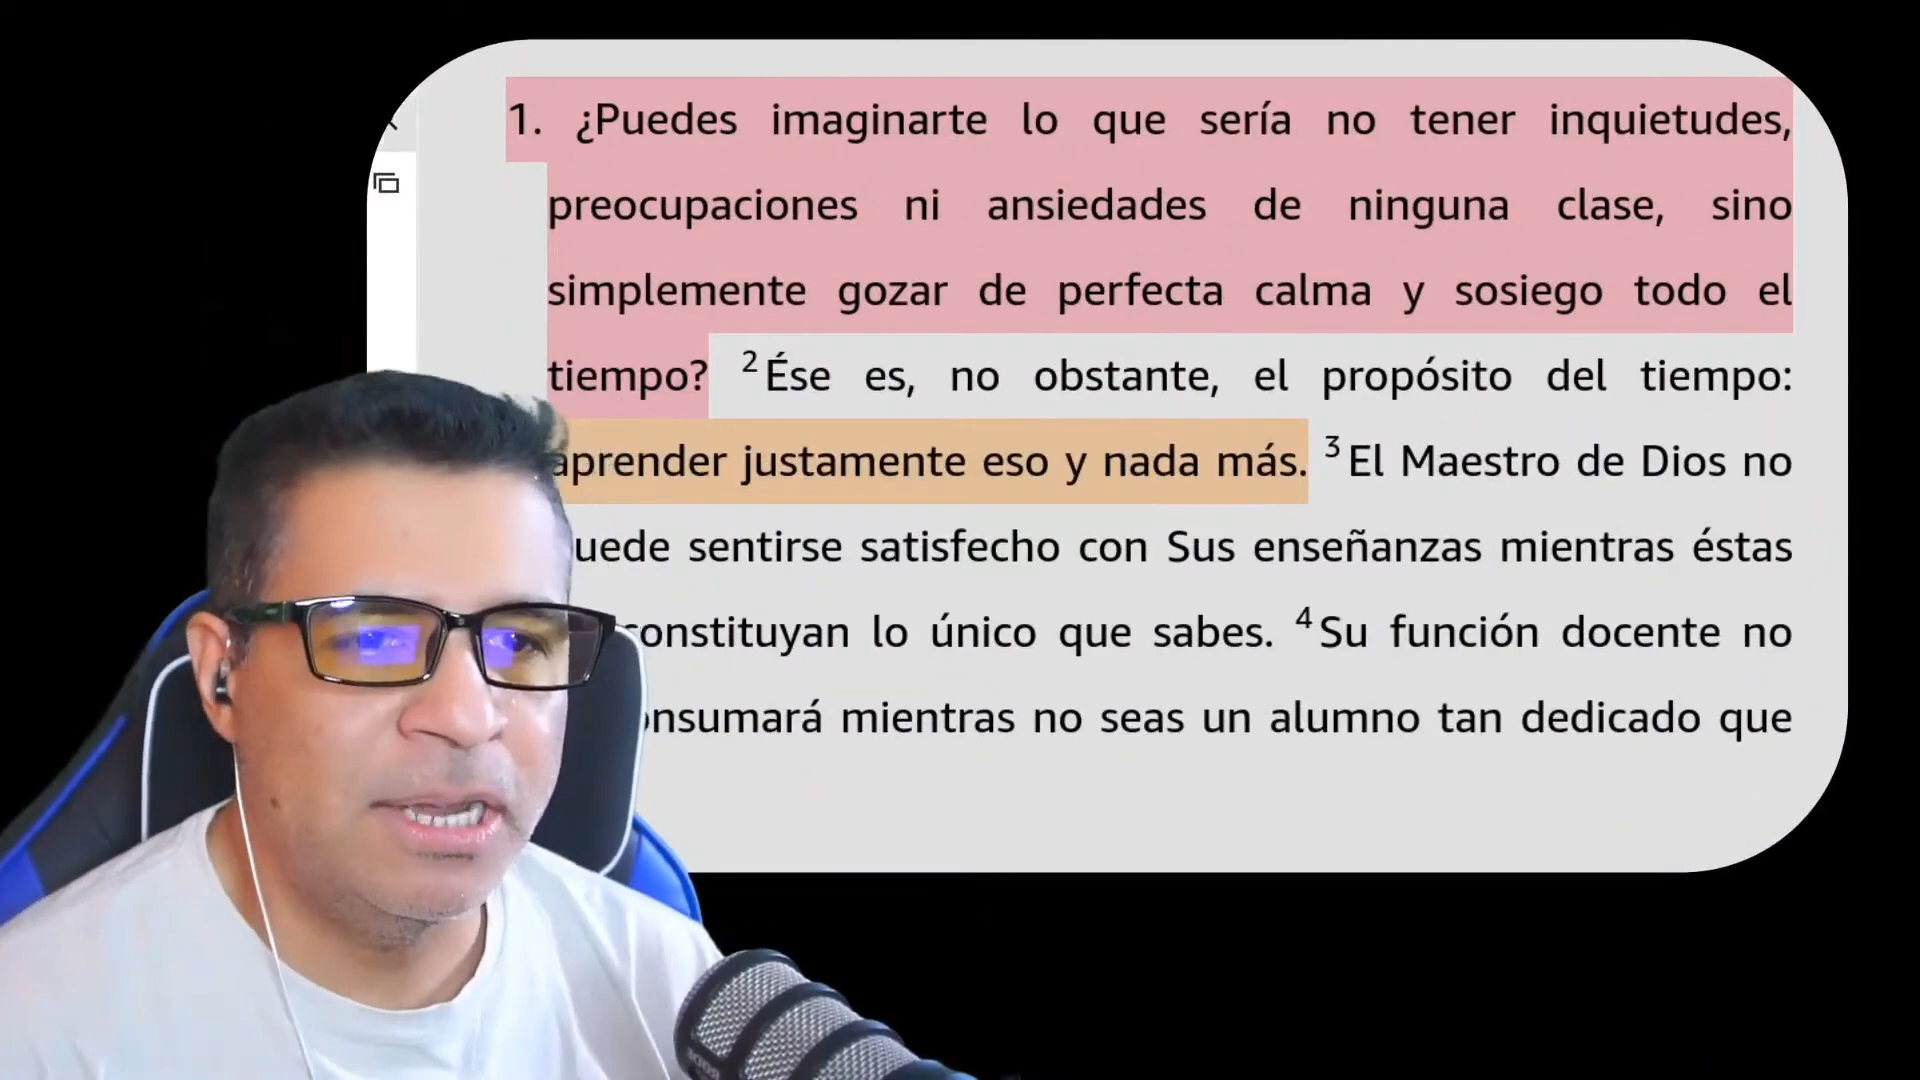 1. ¿Puedes imaginarte lo que sería no tener inquietudes,
preocupaciones ni ansiedades de ninguna clase, sino
simplemente gozar de perfecta calma y sosiego todo el
tiempo? ²Ése es, no obstante, el propósito del tiempo:
aprender justamente eso y nada más. ³El Maestro de Dios no
uede sentirse satisfecho con Sus enseñanzas mientras éstas
constituyan lo único que sabes. ⁴Su función docente no
onsumará mientras no seas un alumno tan dedicado que